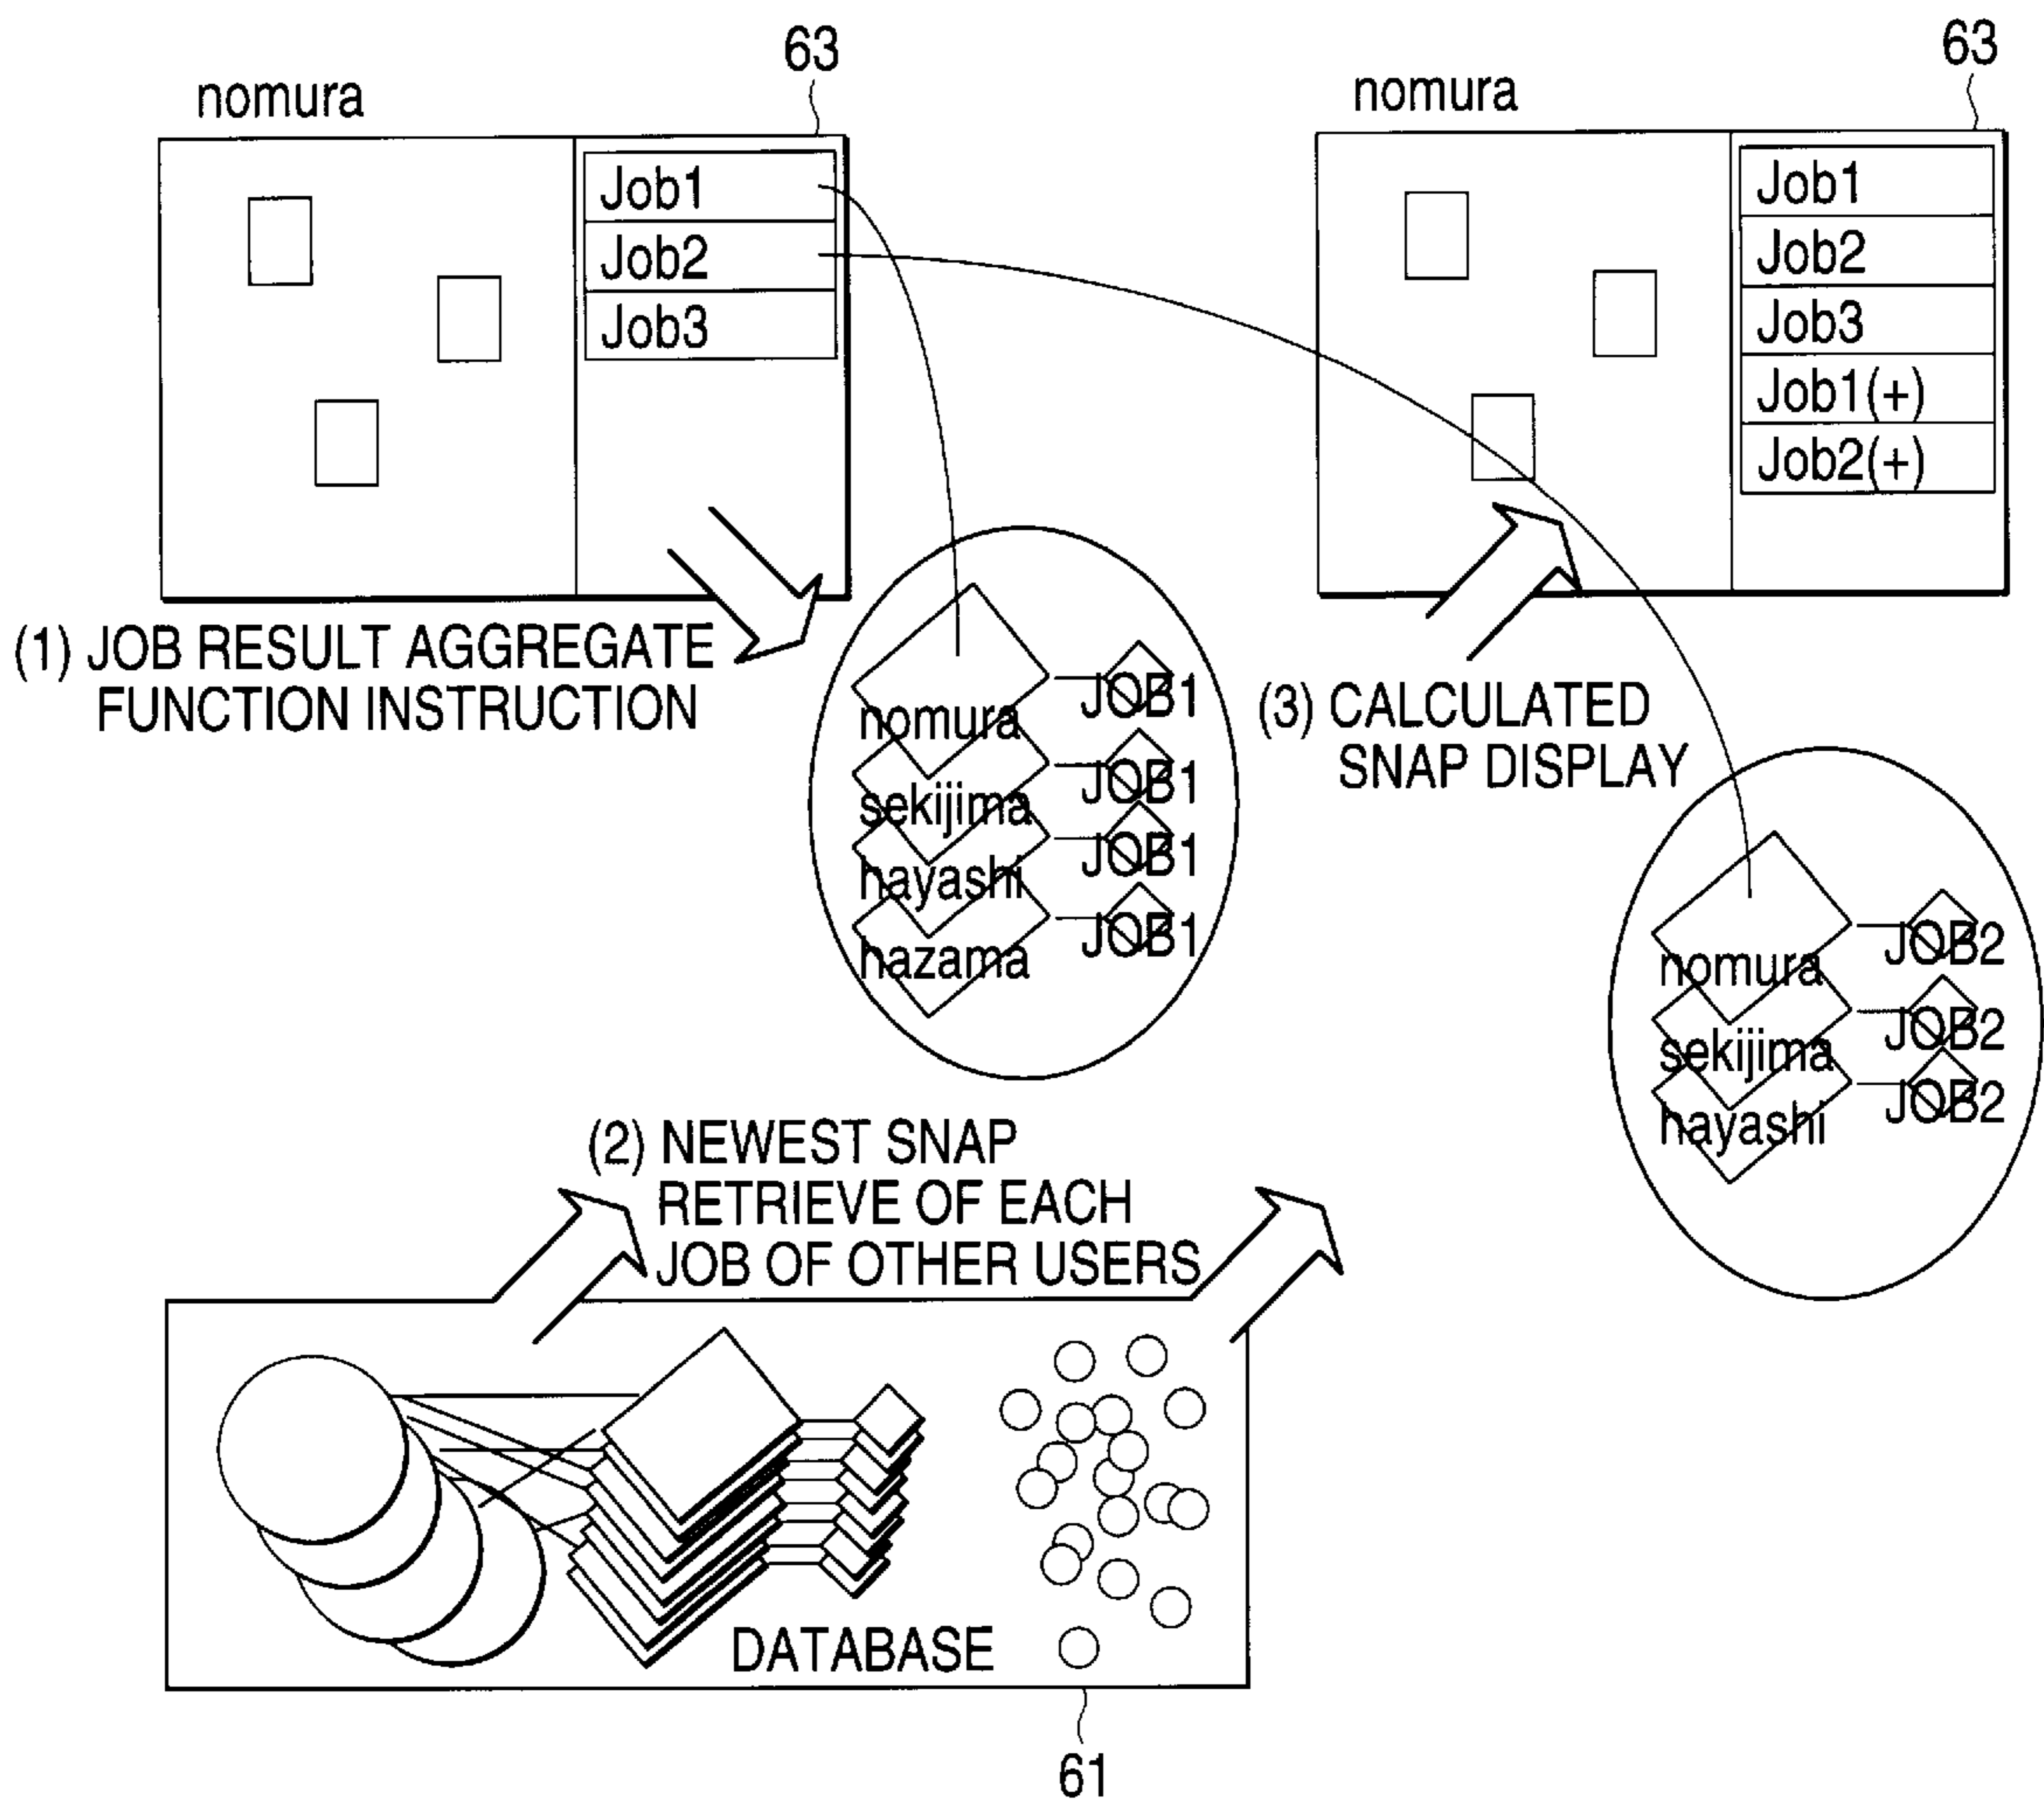 63
nomura
Job1
Job2
Job3
63
nomura
Job1
Job2
Job3
Job1(+)
Job2(+)
(1) JOB RESULT AGGREGATE
FUNCTION INSTRUCTION
nomura JOB1
sekijima JOB1
hayashi JOB1
hazama JOB1
(3) CALCULATED
SNAP DISPLAY
nomura JOB2
sekijima JOB2
hayashi JOB2
(2) NEWEST SNAP
RETRIEVE OF EACH
JOB OF OTHER USERS
DATABASE
61